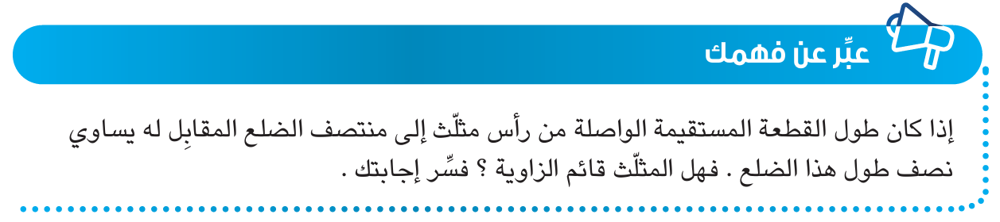 عبِّر عن فهمك
إذا كان طول القطعة المستقيمة الواصلة من رأس مثلّث إلى منتصف الضلع المقابِل له يساوي
نصف طول هذا الضلع . فهل المثلّث قائم الزاوية ؟ فسِّر إجابتك .